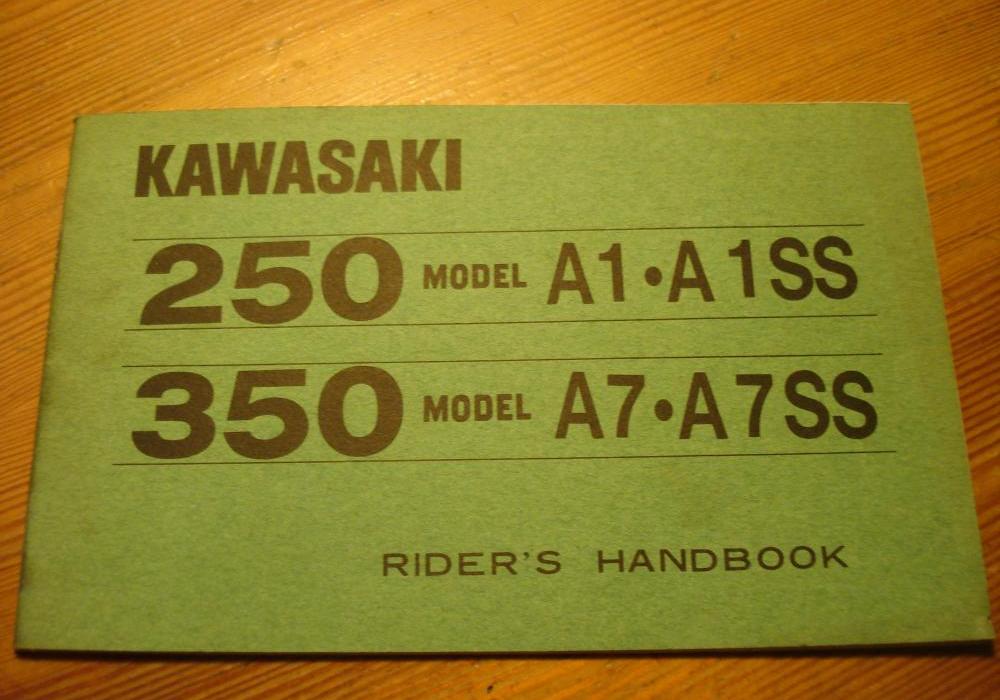 KAWASAKI
250 MODEL A1•A1SS
350 MODEL A7•A7SS
RIDER'S HANDBOOK